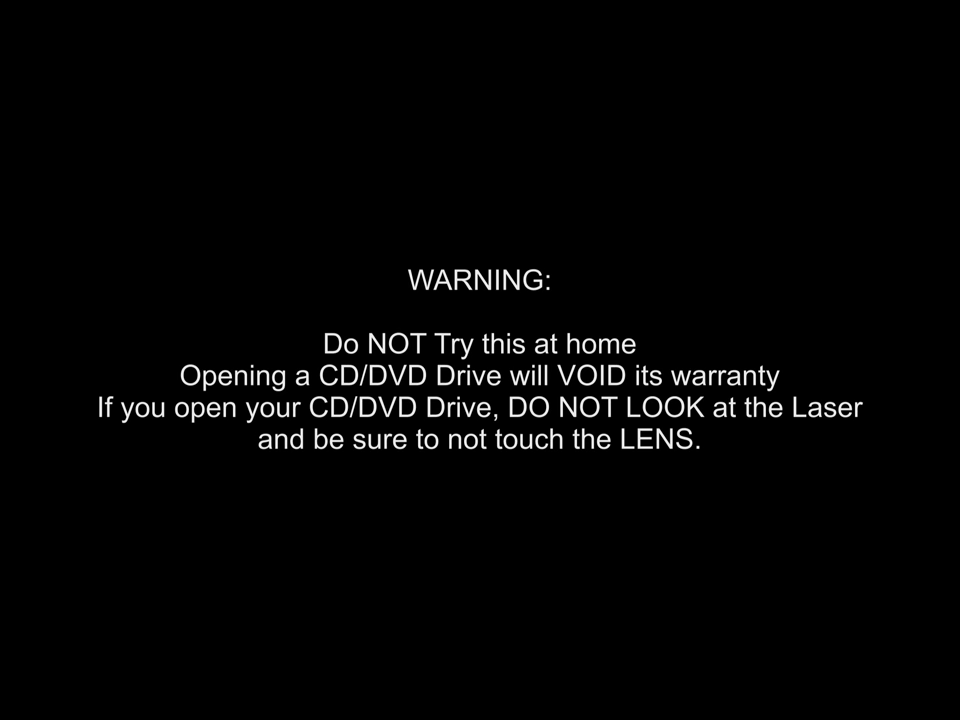 WARNING:
Do NOT Try this at home
Opening a CD/DVD Drive will VOID its warranty
If you open your CD/DVD Drive, DO NOT LOOK at the Laser
and be sure to not touch the LENS.